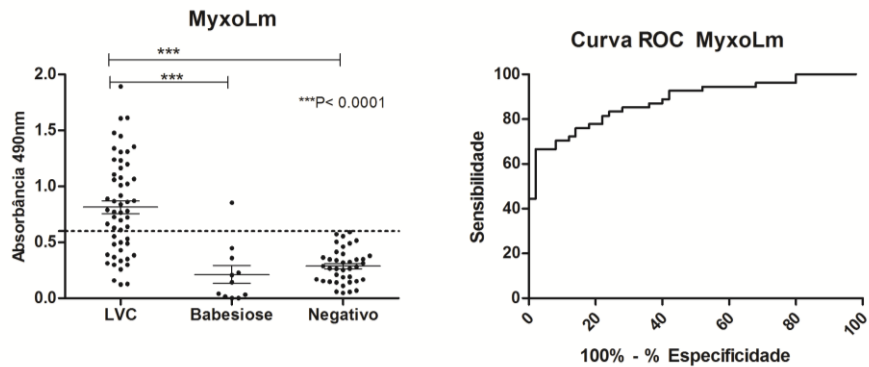 MyxoLm
***
***
***P< 0.0001
Absorbância 490nm
2.0
1.5
1.0
0.5
0.0
LVC Babesiose Negativo
Curva ROC MyxoLm
Sensibilidade
100
80
60
40
20
0
0 20 40 60 80 100
100% - % Especificidade